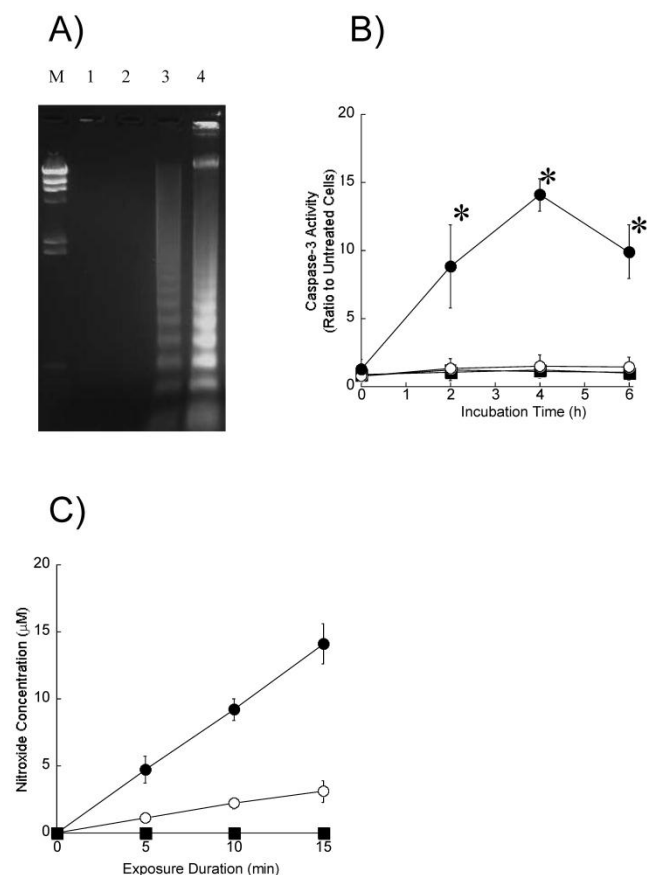 A)
M 1 2 3 4
B)
20
15
10
5
0
Caspase-3 Activity
(Ratio to Untreated Cells)
* * *
0 1 2 3 4 5 6
Incubation Time (h)
C)
20
15
10
5
0
Nitroxide Concentration (µM)
0 5 10 15
Exposure Duration (min)